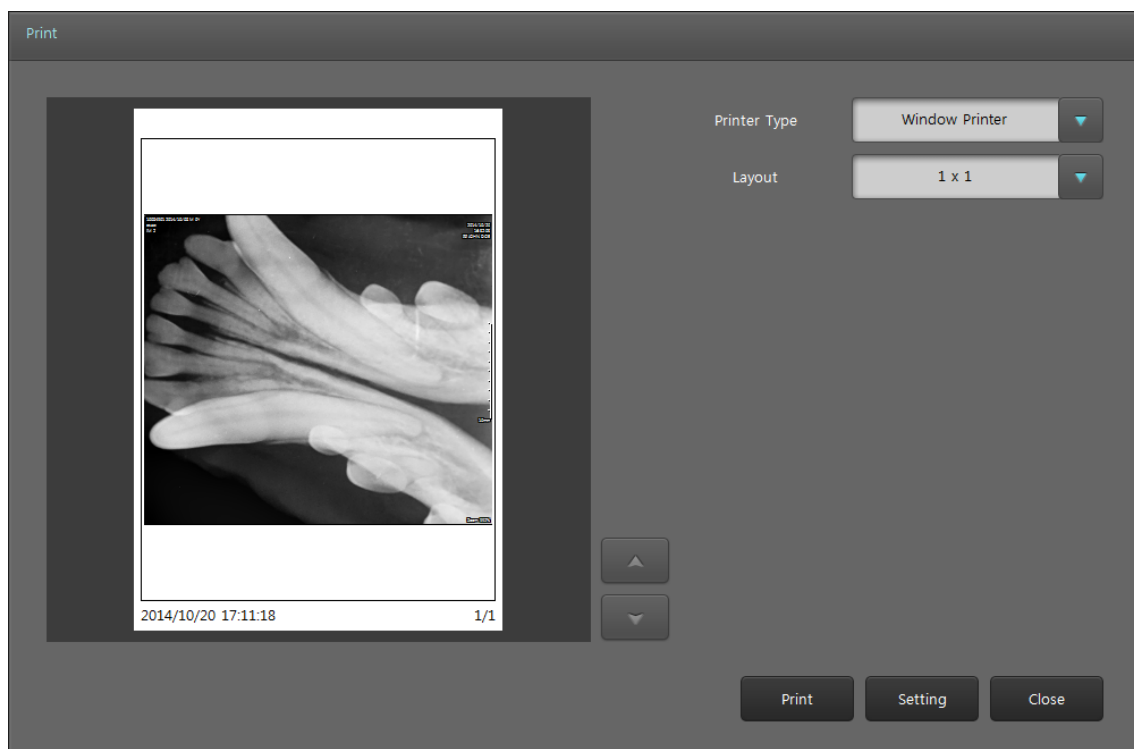 Print
Printer Type
Window Printer
Layout
1 x 1
2014/10/20 17:11:18
1/1
Print
Setting
Close